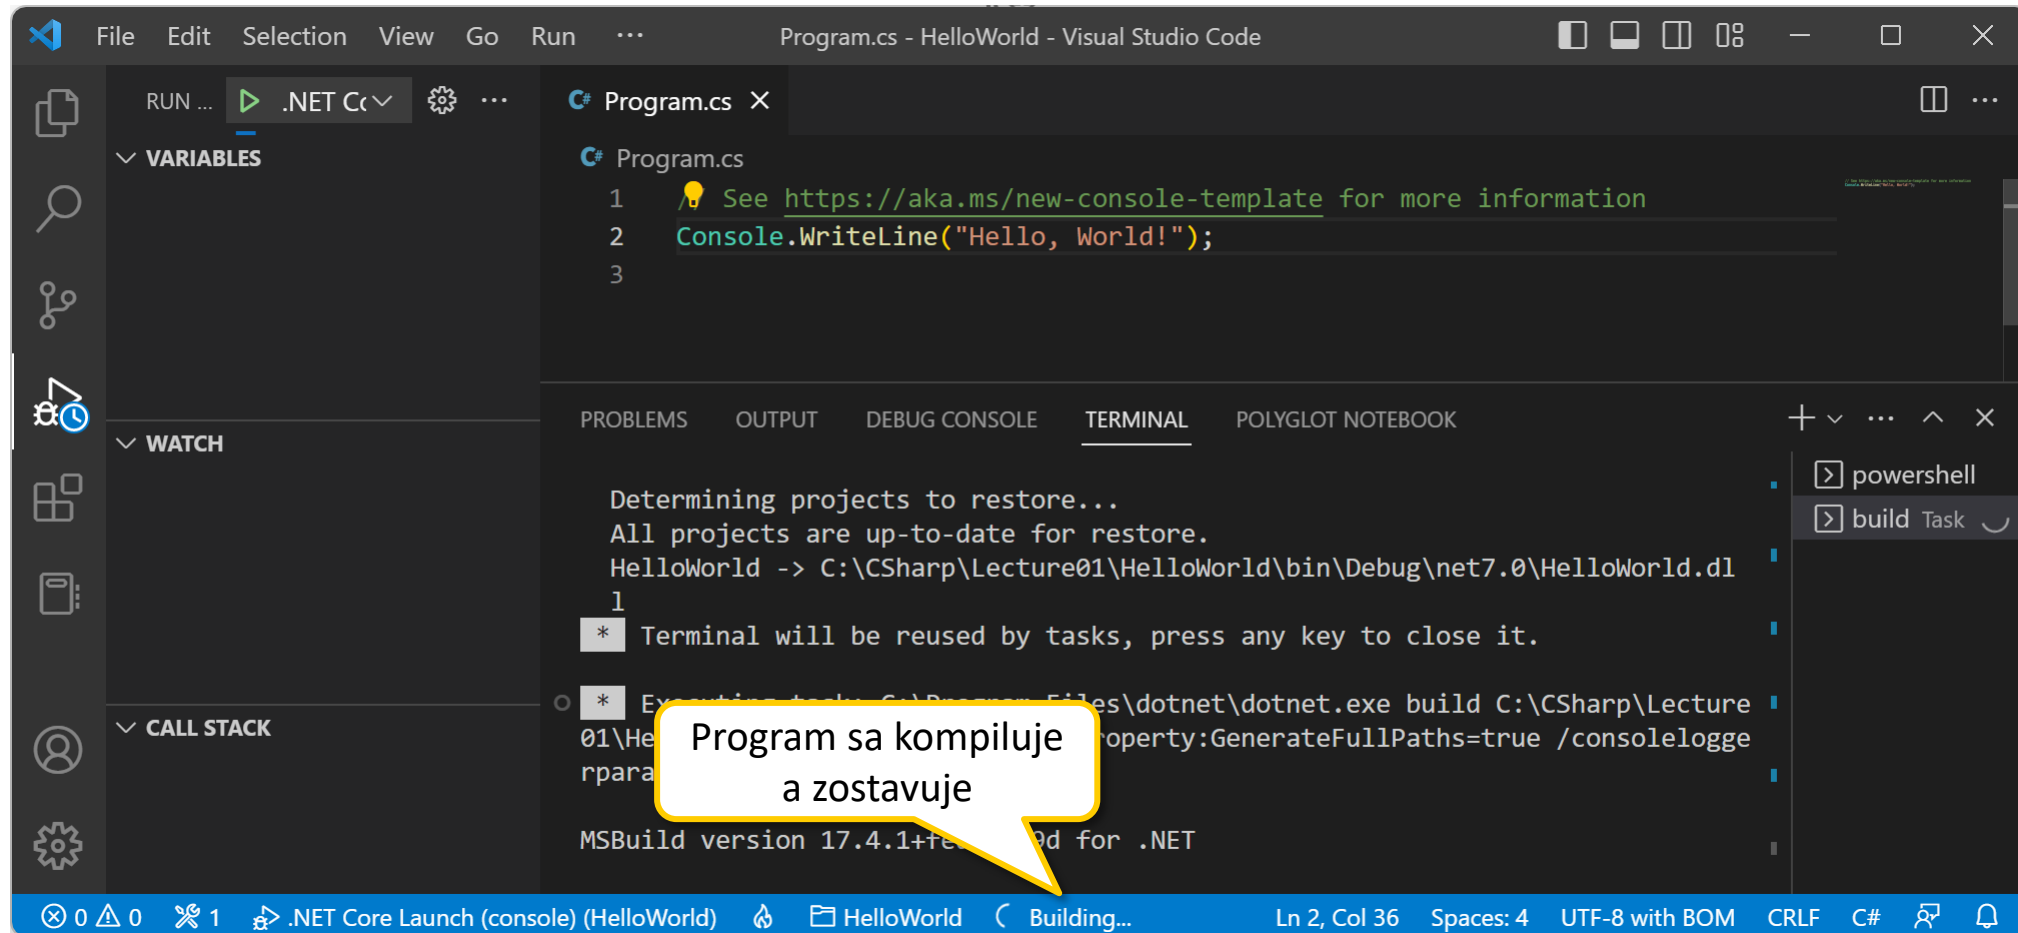 File Edit Selection View Go Run ··· Program.cs - HelloWorld - Visual Studio Code
RUN ... .NET Co
Program.cs
VARIABLES
Program.cs
1 // See https://aka.ms/new-console-template for more information
2 Console.WriteLine("Hello, World!");
3
PROBLEMS OUTPUT DEBUG CONSOLE TERMINAL POLYGLOT NOTEBOOK
WATCH
powershell
build Task
Determining projects to restore...
All projects are up-to-date for restore.
HelloWorld -> C:\CSharp\Lecture01\HelloWorld\bin\Debug\net7.0\HelloWorld.dl
l
* Terminal will be reused by tasks, press any key to close it.
* Executing task: C:\Program Files\dotnet\dotnet.exe build C:\CSharp\Lecture
01\He roperty:GenerateFullPaths=true /consolelogge
rpara
CALL STACK
Program sa kompiluje
a zostavuje
MSBuild version 17.4.1+ 9d for .NET
0 0 1 .NET Core Launch (console) (HelloWorld) HelloWorld Building... Ln 2, Col 36 Spaces: 4 UTF-8 with BOM CRLF C#